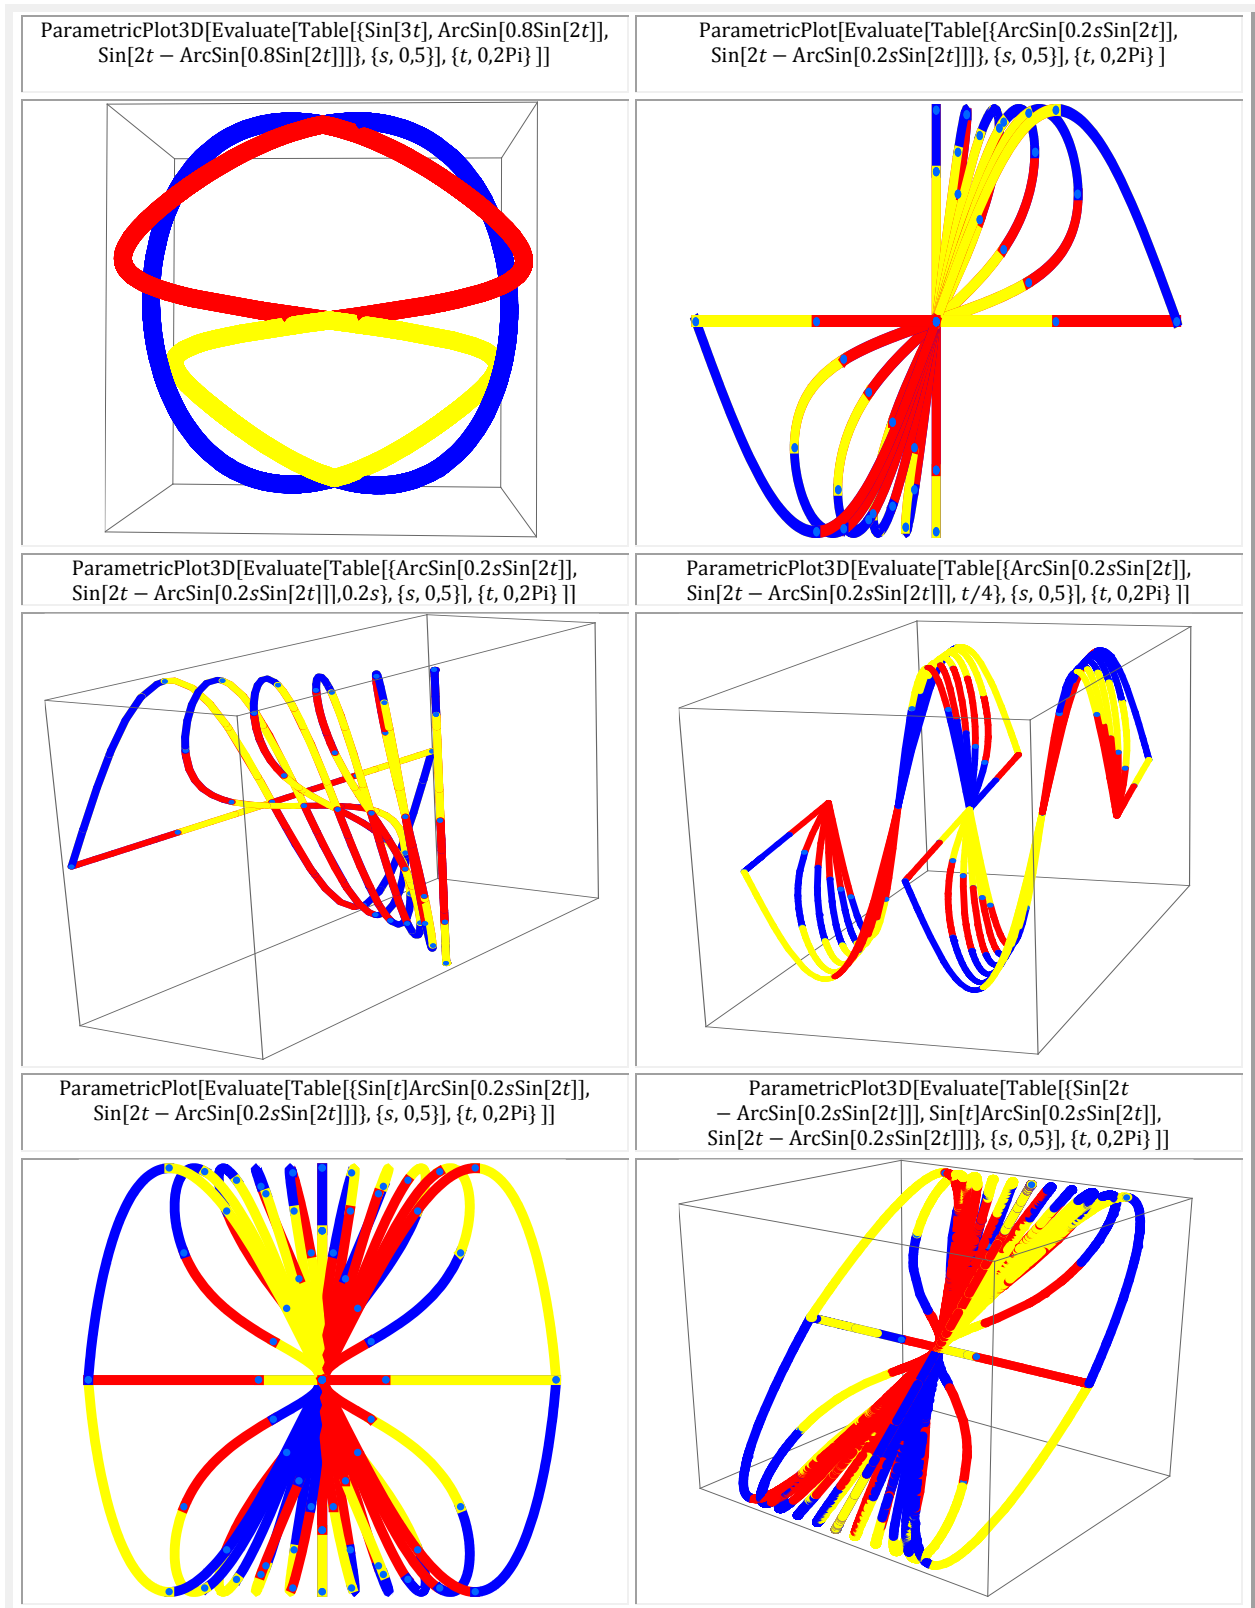 ParametricPlot3D[Evaluate[Table[{Sin[3t], ArcSin[0.8Sin[2t]],
Sin[2t − ArcSin[0.8Sin[2t]]]}, {s, 0,5}], {t, 0,2Pi} ]]
ParametricPlot[Evaluate[Table[{ArcSin[0.2sSin[2t]],
Sin[2t − ArcSin[0.2sSin[2t]]]}, {s, 0,5}], {t, 0,2Pi} ]
ParametricPlot3D[Evaluate[Table[{ArcSin[0.2sSin[2t]],
Sin[2t − ArcSin[0.2sSin[2t]]],0.2s}, {s, 0,5}], {t, 0,2Pi} ]]
ParametricPlot3D[Evaluate[Table[{ArcSin[0.2sSin[2t]],
Sin[2t − ArcSin[0.2sSin[2t]]], t/4}, {s, 0,5}], {t, 0,2Pi} ]]
ParametricPlot[Evaluate[Table[{Sin[t]ArcSin[0.2sSin[2t]],
Sin[2t − ArcSin[0.2sSin[2t]]]}, {s, 0,5}], {t, 0,2Pi} ]]
ParametricPlot3D[Evaluate[Table[{Sin[2t
− ArcSin[0.2sSin[2t]]], Sin[t]ArcSin[0.2sSin[2t]],
Sin[2t − ArcSin[0.2sSin[2t]]]}, {s, 0,5}], {t, 0,2Pi} ]]